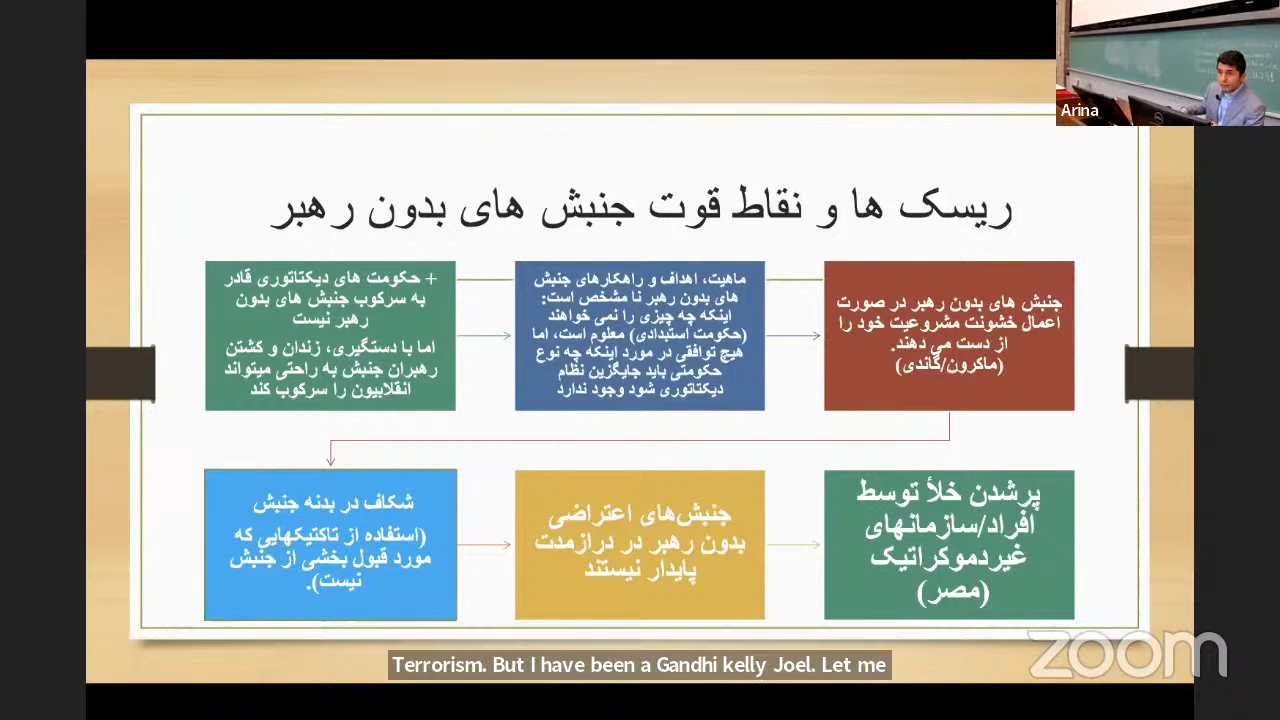 Arina
ریسک ها و نقاط قوت جنبش های بدون رهبر
+ حکومت های دیکتاتوری قادر
به سرکوب جنبش های بدون
رهبر نیست
اما با دستگیری، زندان و کشتن
رهبران جنبش به راحتی میتواند
انقلابیون را سرکوب کند
ماهیت، اهداف و راهکارهای جنبش
های بدون رهبر نا مشخص است:
اینکه چه چیزی را نمی خواهند
(حکومت استبدادی) معلوم است، اما
هیچ توافقی در مورد اینکه چه نوع
حکومتی باید جایگزین نظام
دیکتاتوری شود وجود ندارد
جنبش های بدون رهبر در صورت
اعمال خشونت مشروعیت خود را
از دست می دهند.
(ماکرون/گاندی)
شکاف در بدنه جنبش
(استفاده از تاکتیکهایی که
مورد قبول بخشی از جنبش
نیست).
جنبش‌های اعتراضی
بدون رهبر در درازمدت
پایدار نیستند
پرشدن خلأ توسط
افراد/سازمانهای
غیردموکراتیک
(مصر)
zoom
Terrorism. But I have been a Gandhi kelly Joel. Let me